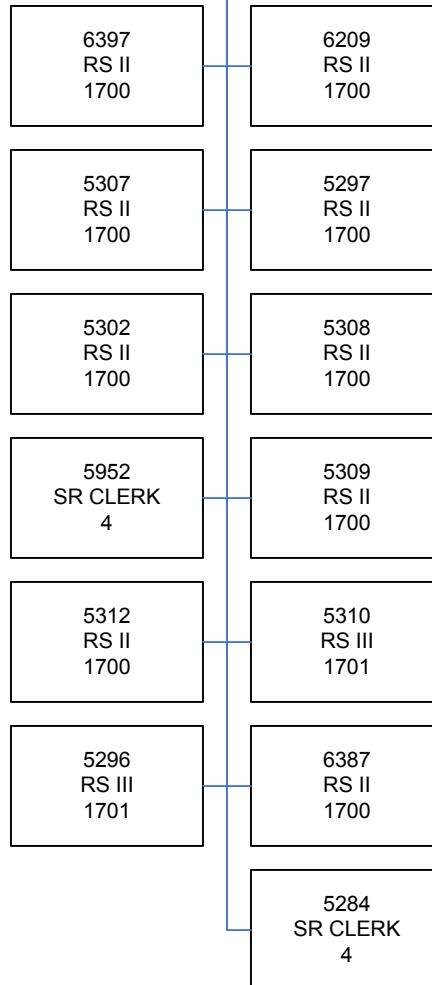 6397
RS II
1700
6209
RS II
1700
5307
RS II
1700
5297
RS II
1700
5302
RS II
1700
5308
RS II
1700
5952
SR CLERK
4
5309
RS II
1700
5312
RS II
1700
5310
RS III
1701
5296
RS III
1701
6387
RS II
1700
5284
SR CLERK
4